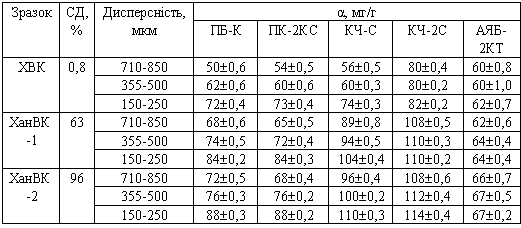 Зразок СД, % Дисперсність, мкм α, мг/г
ПБ-К ПК-2КС КЧ-С КЧ-2С АЯБ-2КТ
ХВК 0,8 710-850 50±0,6 54±0,5 56±0,5 80±0,4 60±0,8
355-500 62±0,6 60±0,6 60±0,3 80±0,2 60±1,0
150-250 72±0,4 73±0,4 74±0,3 82±0,2 62±0,7
ХанВК-1 63 710-850 68±0,6 65±0,5 89±0,8 108±0,5 62±0,6
355-500 74±0,5 72±0,4 94±0,5 110±0,3 64±0,4
150-250 84±0,2 84±0,3 104±0,4 110±0,2 64±0,4
ХанВК-2 96 710-850 72±0,5 68±0,4 96±0,4 108±0,6 66±0,7
355-500 76±0,3 76±0,2 100±0,2 112±0,4 67±0,5
150-250 88±0,3 88±0,2 110±0,3 114±0,4 67±0,2